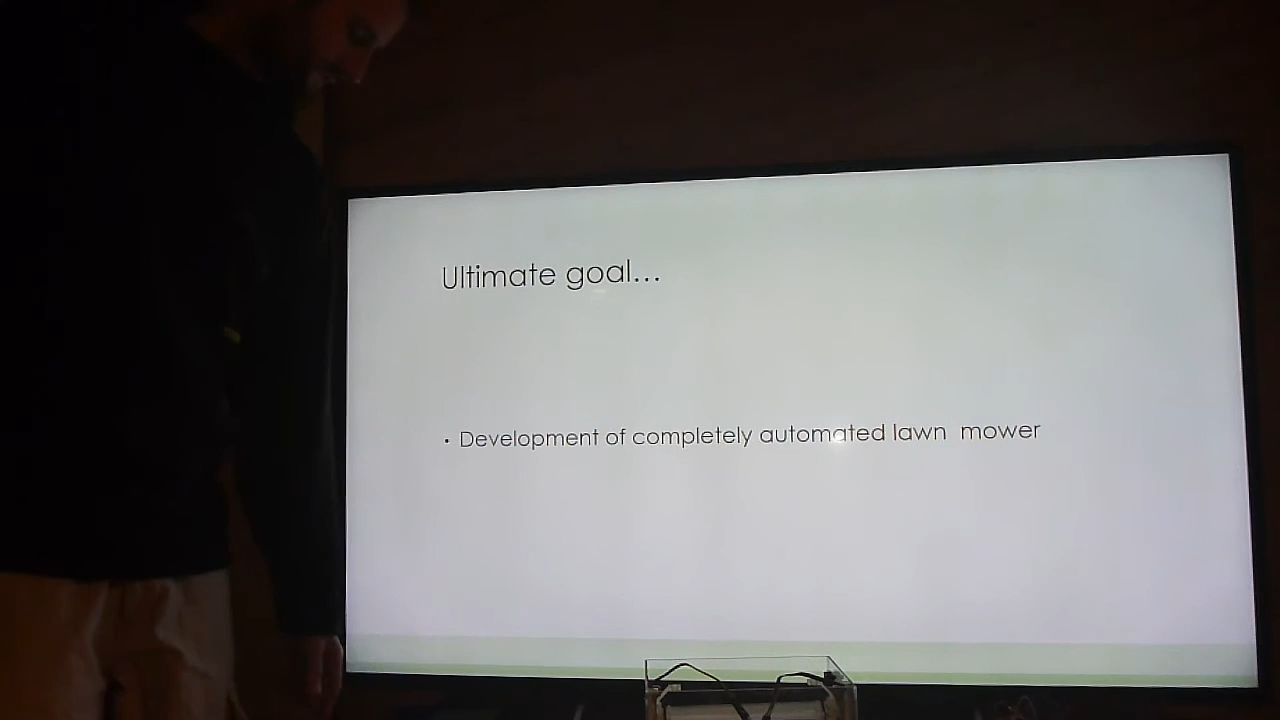 Ultimate goal...
• Development of completely automated lawn  mower